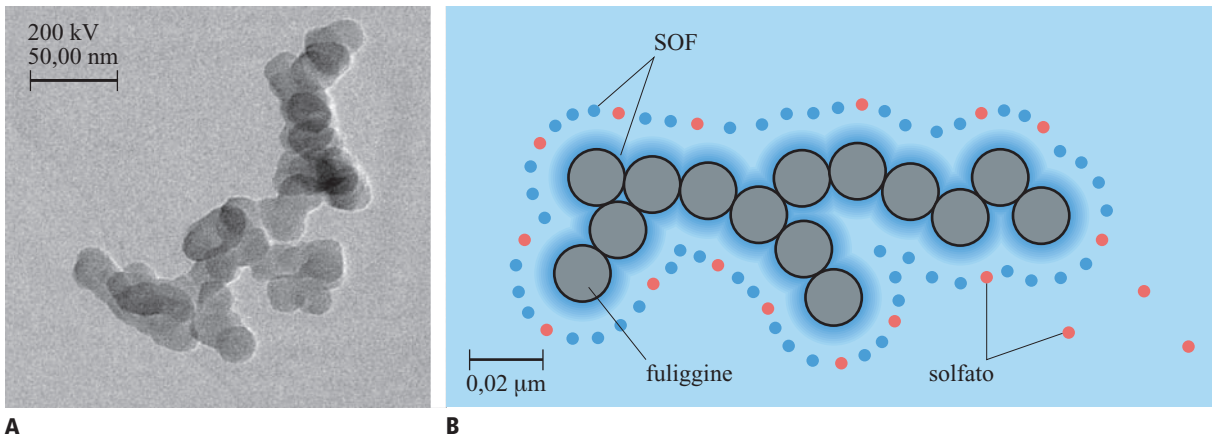 200 kV
50,00 nm
SOF
fuliggine
solfato
0,02 μm
A
B